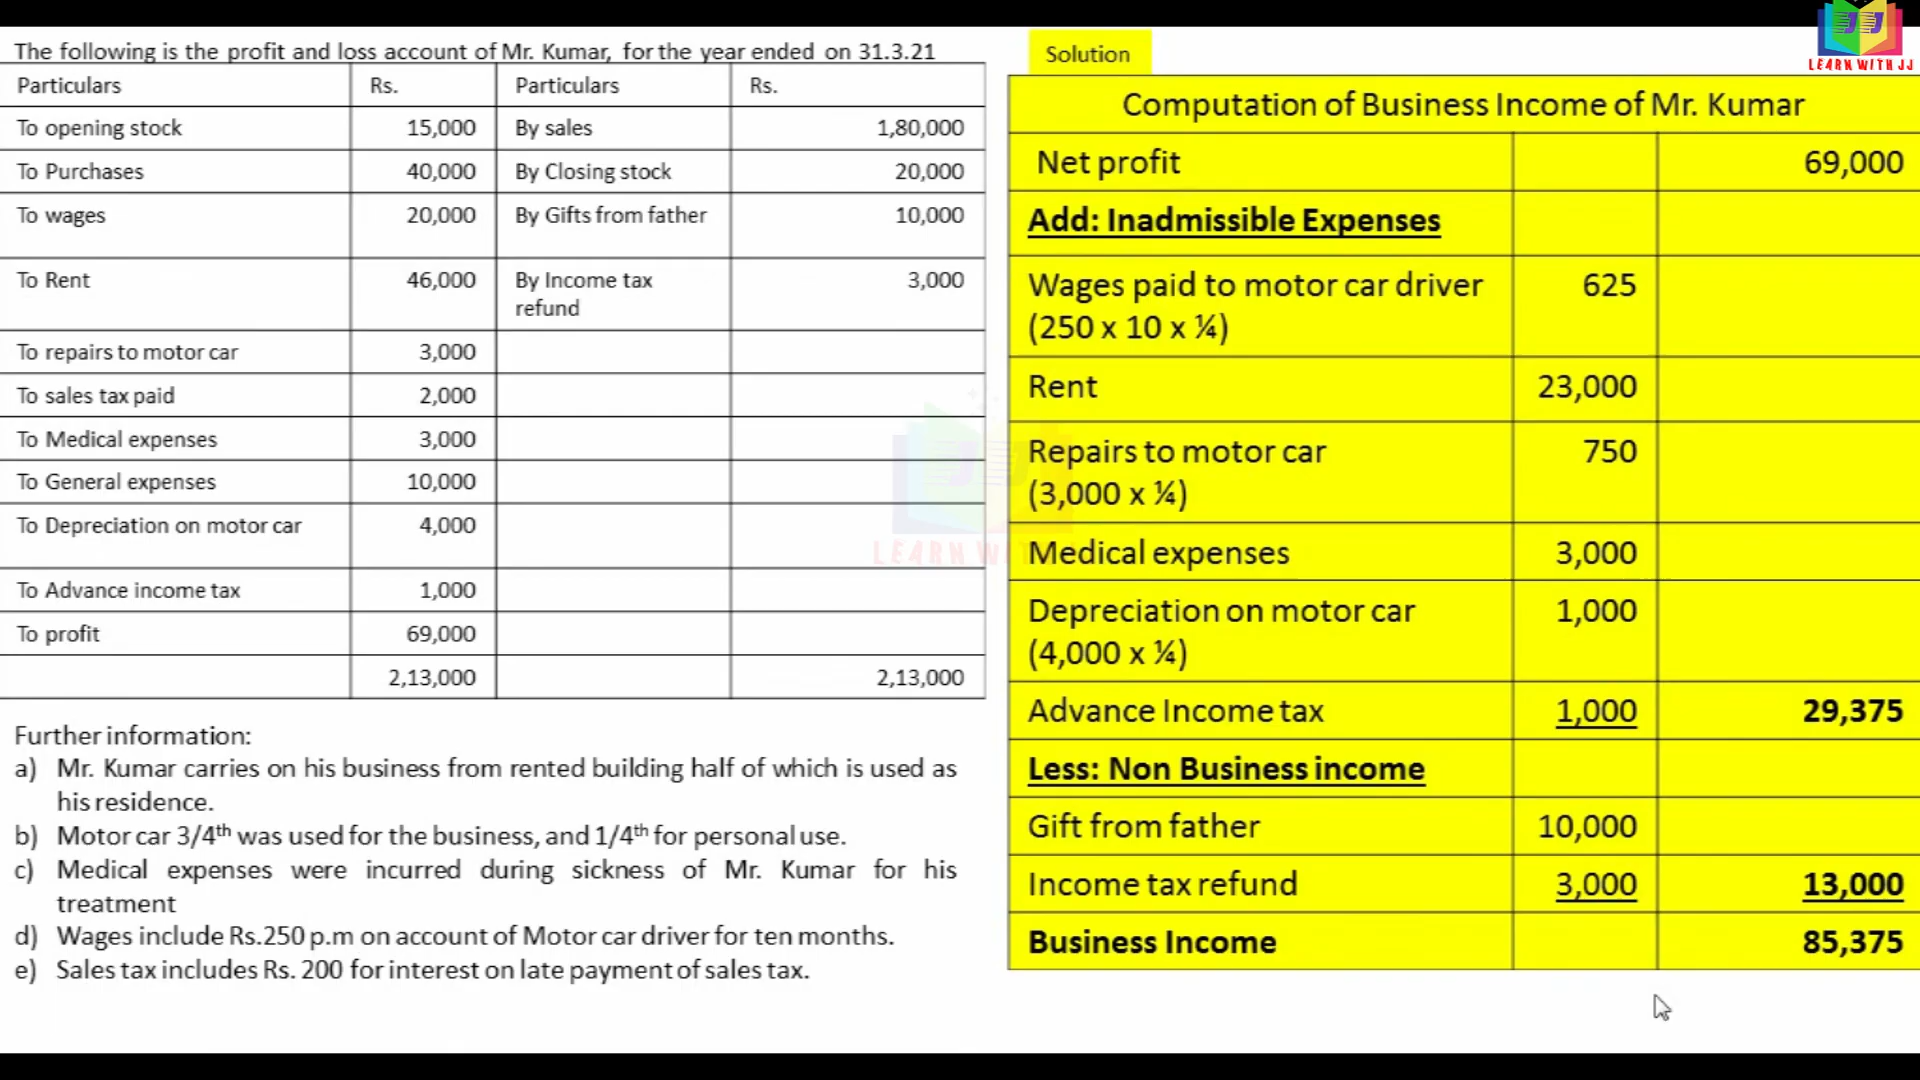 The following is the profit and loss account of Mr. Kumar, for the year ended on 31.3.21
Particulars Rs. Particulars Rs.
To opening stock 15,000 By sales 1,80,000
To Purchases 40,000 By Closing stock 20,000
To wages 20,000 By Gifts from father 10,000
To Rent 46,000 By Income tax 3,000
refund
To repairs to motor car 3,000
To sales tax paid 2,000
To Medical expenses 3,000
To General expenses 10,000
To Depreciation on motor car 4,000
To Advance income tax 1,000
To profit 69,000
2,13,000 2,13,000
Further information:
a) Mr. Kumar carries on his business from rented building half of which is used as
his residence.
b) Motor car 3/4th was used for the business, and 1/4th for personal use.
c) Medical expenses were incurred during sickness of Mr. Kumar for his
treatment
d) Wages include Rs.250 p.m on account of Motor car driver for ten months.
e) Sales tax includes Rs. 200 for interest on late payment of sales tax.
Solution
Computation of Business Income of Mr. Kumar
Net profit 69,000
Add: Inadmissible Expenses
Wages paid to motor car driver 625
(250 x 10 x ¼)
Rent 23,000
Repairs to motor car 750
(3,000 x ¼)
Medical expenses 3,000
Depreciation on motor car 1,000
(4,000 x ¼)
Advance Income tax 1,000 29,375
Less: Non Business income
Gift from father 10,000
Income tax refund 3,000 13,000
Business Income 85,375
JJ
LEARN WITH JJ
JJ
LEARN WITH J